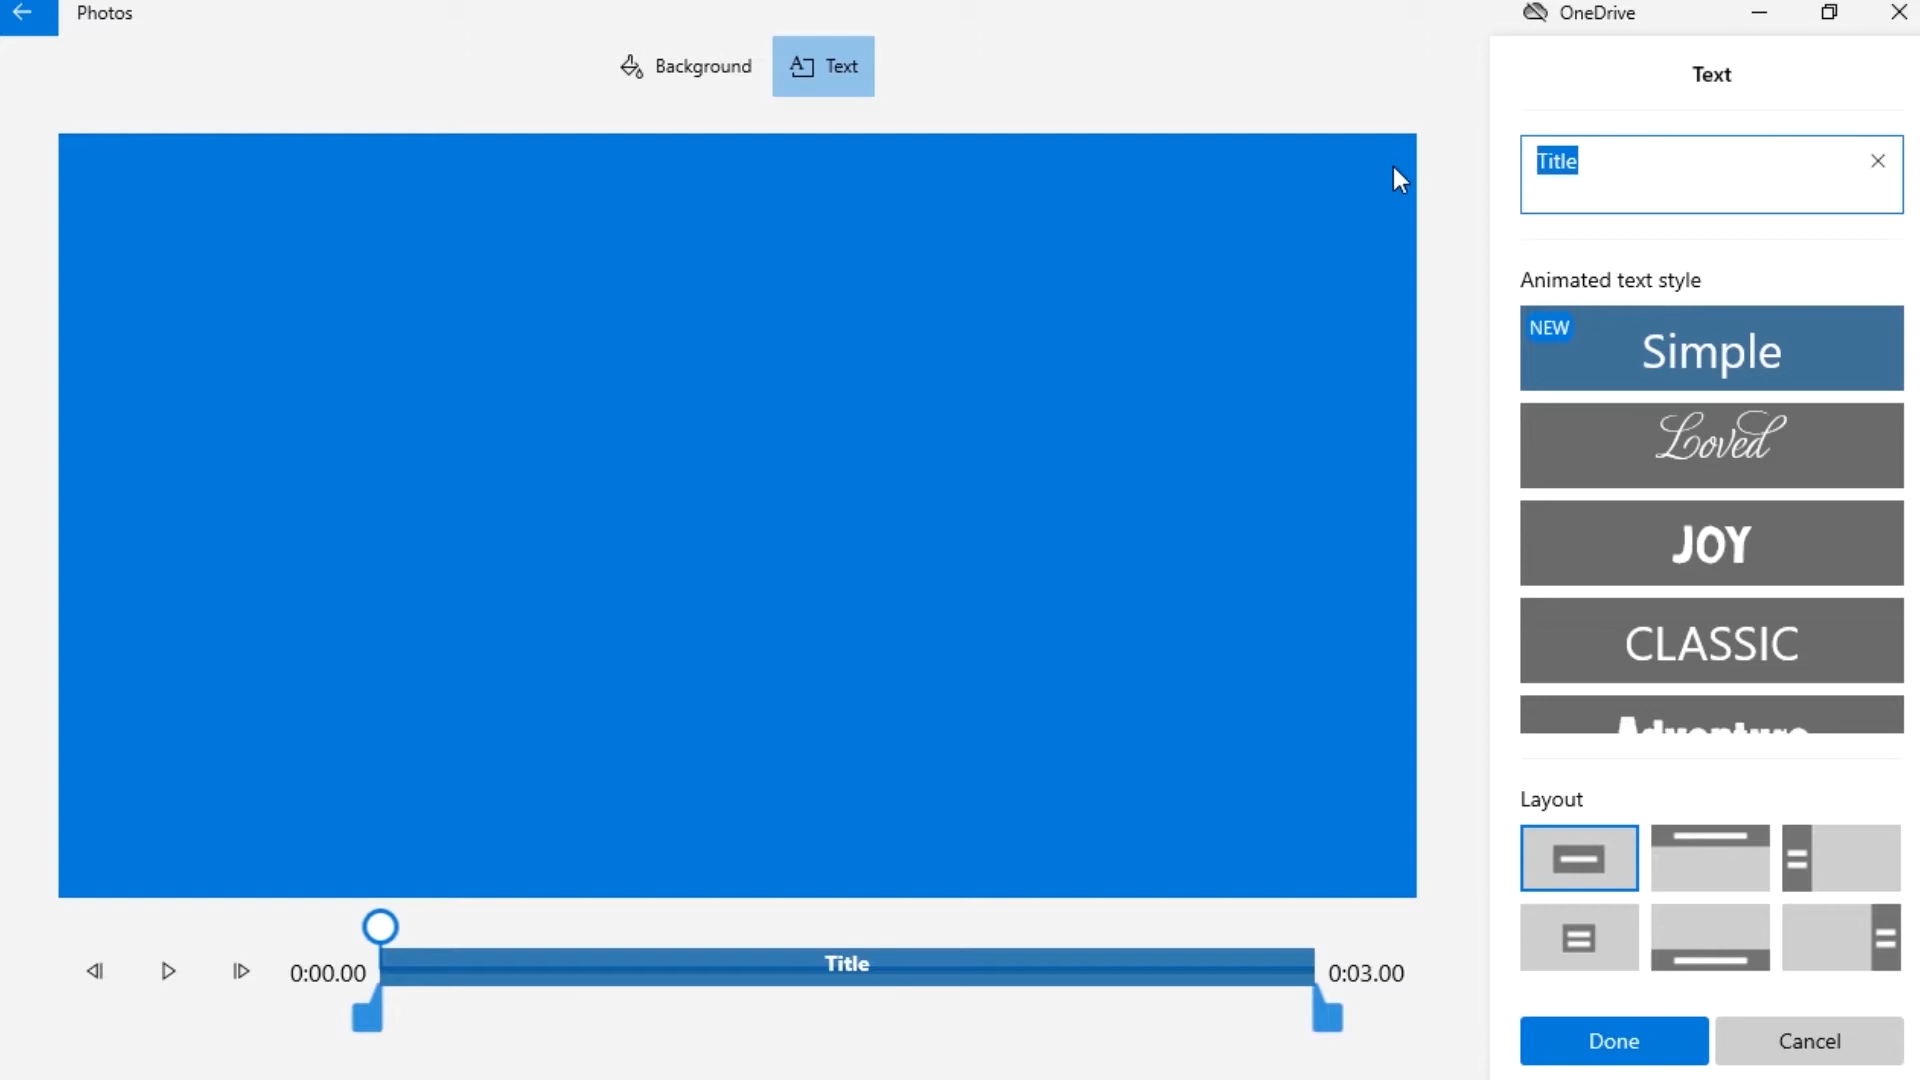 Photos
OneDrive
Background
Text
Text
Title
Animated text style
NEW
Simple
Loved
JOY
CLASSIC
Adventure
Layout
Title
0:00.00
0:03.00
Done
Cancel